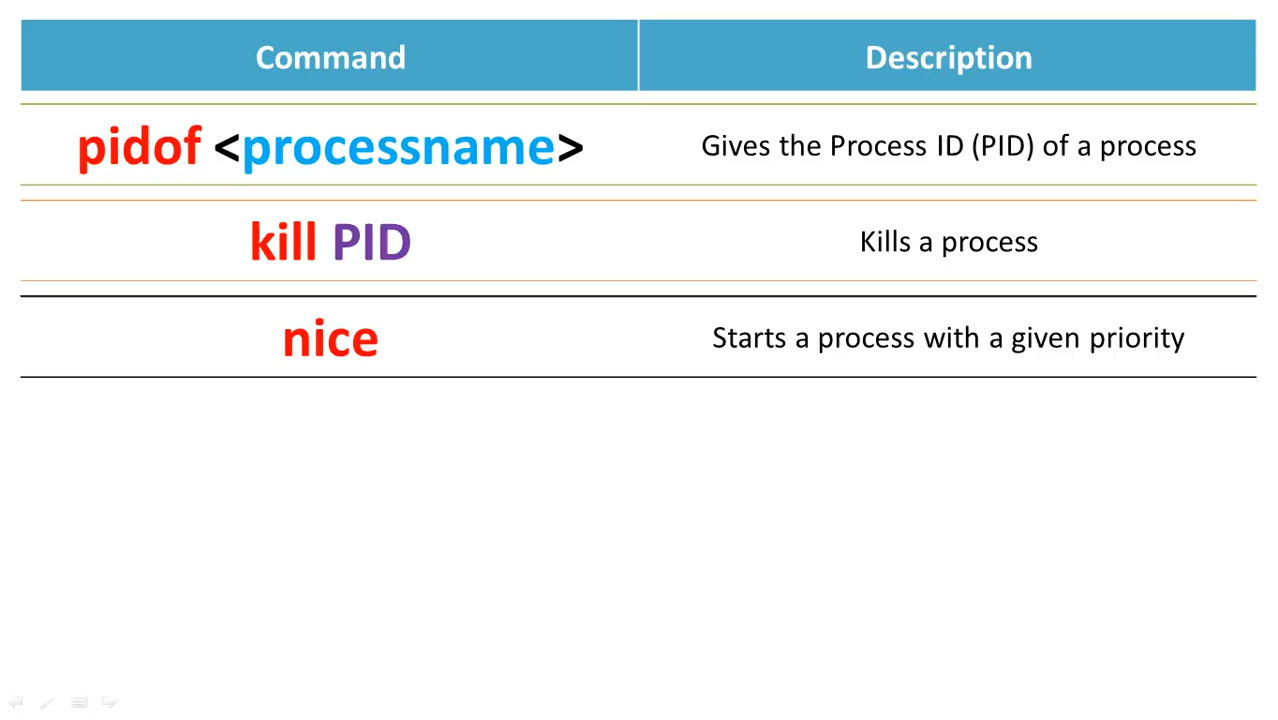 Command Description
pidof <processname> Gives the Process ID (PID) of a process
kill PID Kills a process
nice Starts a process with a given priority